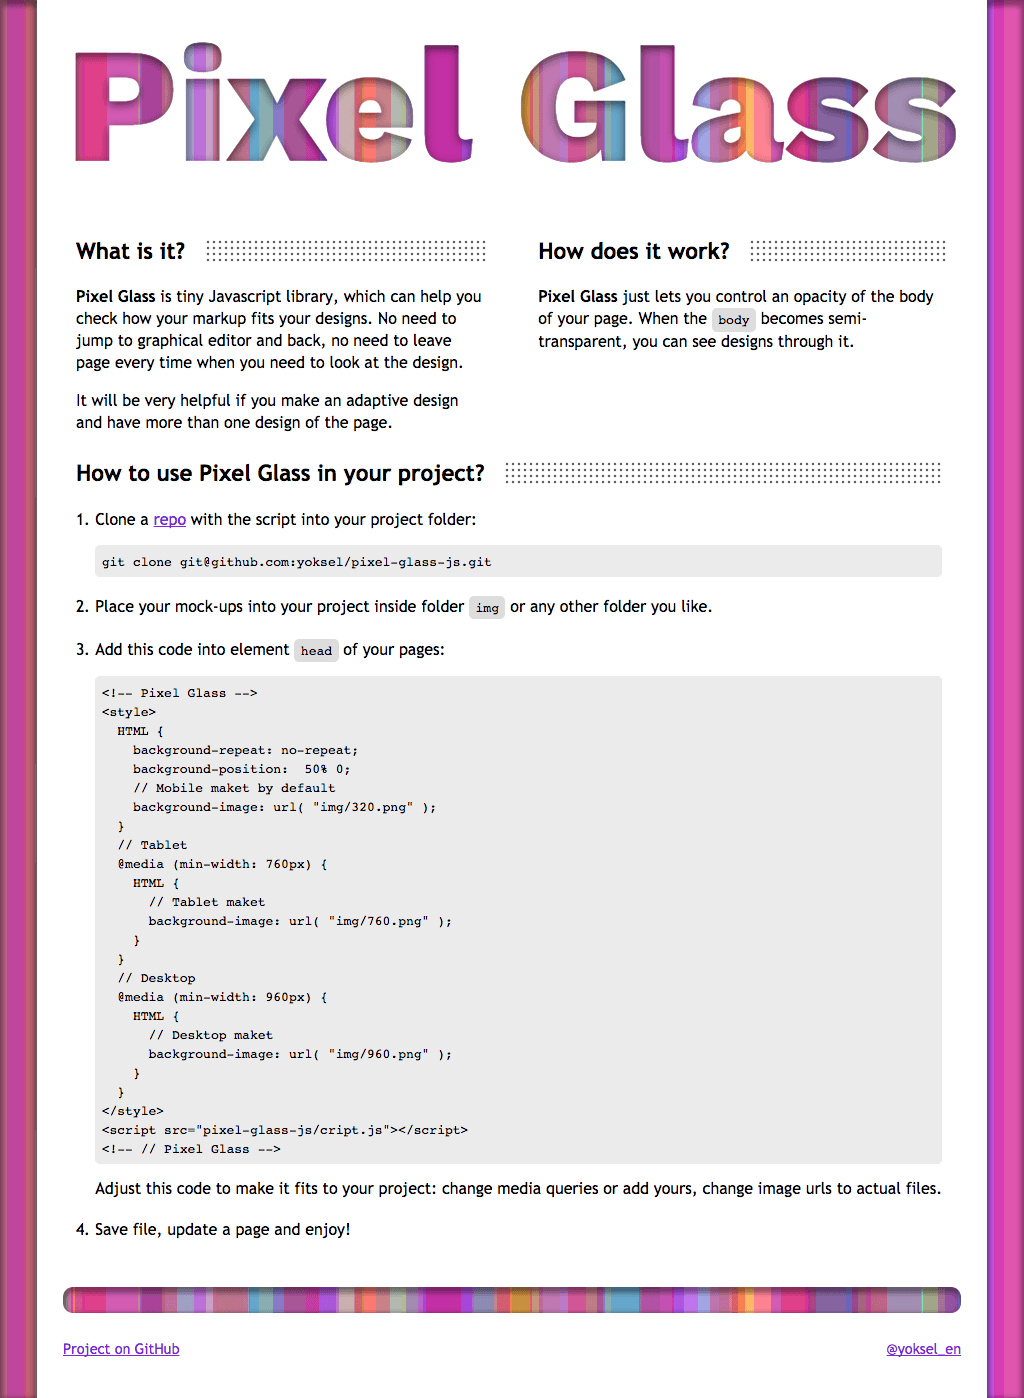 Pixel Glass
What is it?
Pixel Glass is tiny Javascript library, which can help you
check how your markup fits your designs. No need to
jump to graphical editor and back, no need to leave
page every time when you need to look at the design.
It will be very helpful if you make an adaptive design
and have more than one design of the page.
How does it work?
Pixel Glass just lets you control an opacity of the body
of your page. When the body becomes semi-
transparent, you can see designs through it.
How to use Pixel Glass in your project?
1. Clone a repo with the script into your project folder:
git clone git@github.com:yoksel/pixel-glass-js.git
2. Place your mock-ups into your project inside folder img or any other folder you like.
3. Add this code into element head of your pages:
<!-- Pixel Glass -->
<style>
  HTML {
    background-repeat: no-repeat;
    background-position:  50% 0;
    // Mobile maket by default
    background-image: url( "img/320.png" );
  }
  // Tablet
  @media (min-width: 760px) {
    HTML {
      // Tablet maket
      background-image: url( "img/760.png" );
    }
  }
  // Desktop
  @media (min-width: 960px) {
    HTML {
      // Desktop maket
      background-image: url( "img/960.png" );
    }
  }
</style>
<script src="pixel-glass-js/cript.js"></script>
<!-- // Pixel Glass -->
Adjust this code to make it fits to your project: change media queries or add yours, change image urls to actual files.
4. Save file, update a page and enjoy!
Project on GitHub
@yoksel_en